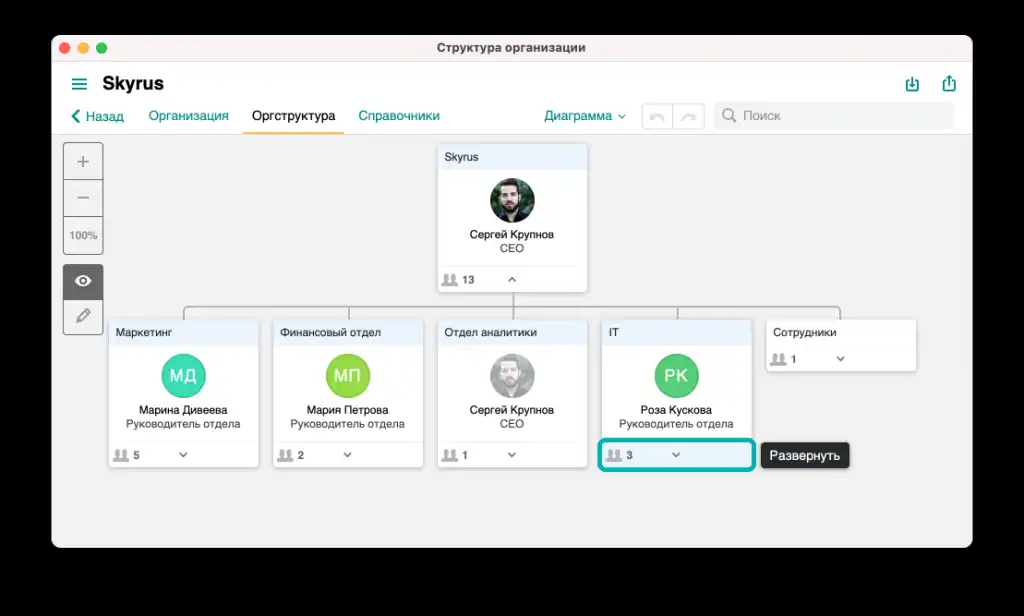 Структура организации
Skyrus
Назад
Организация
Оргструктура
Справочники
Диаграмма
Поиск
100%
Skyrus
Сергей Крупнов
CEO
13
Маркетинг
МД
Марина Дивеева
Руководитель отдела
5
Финансовый отдел
МП
Мария Петрова
Руководитель отдела
2
Отдел аналитики
Сергей Крупнов
CEO
1
IT
РК
Роза Кускова
Руководитель отдела
3
Развернуть
Сотрудники
1